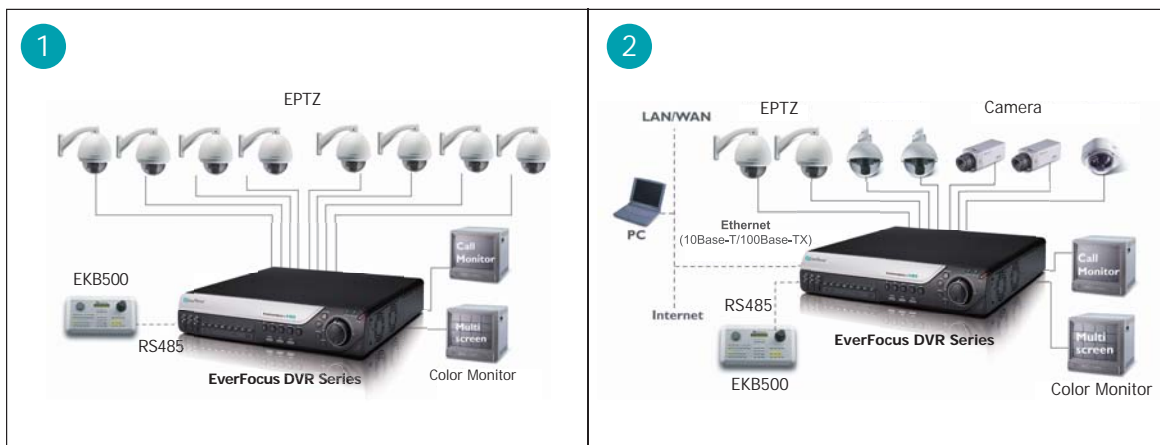 1
EPTZ
Call
Monitor
EKB500
Multi
screen
RS485
EverFocus DVR Series
Color Monitor
2
EPTZ
Camera
LAN/WAN
Ethernet
(10Base-T/100Base-TX)
PC
Call
Monitor
RS485
Internet
Multi
screen
EverFocus DVR Series
EKB500
Color Monitor